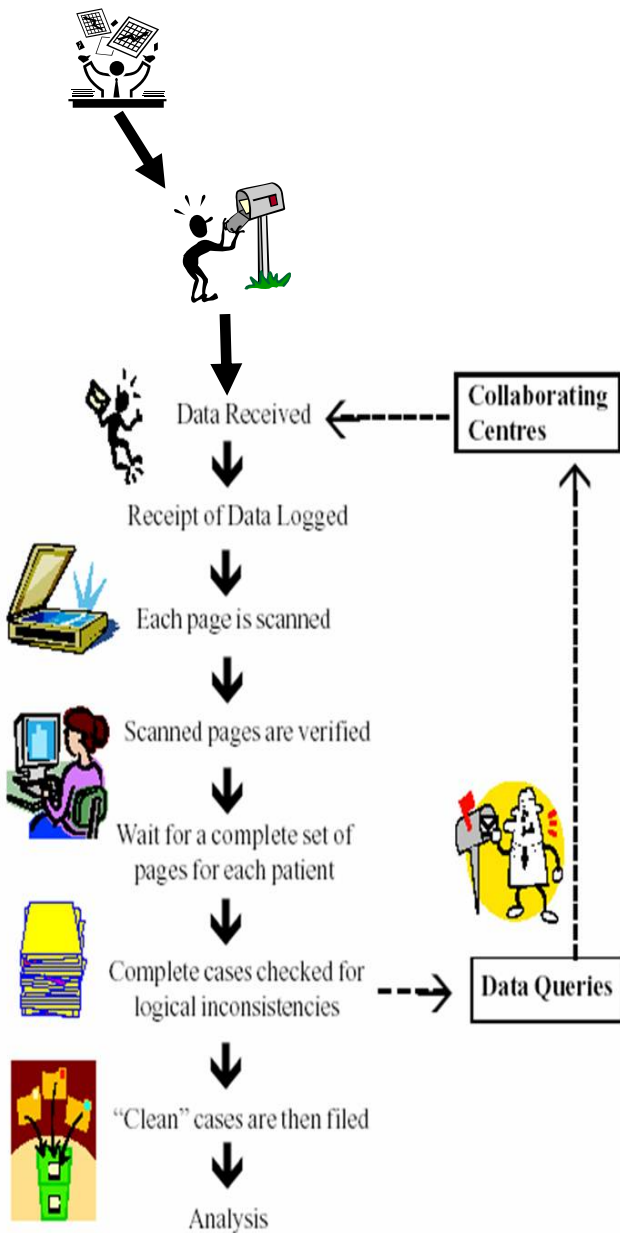 Data Received
Collaborating
Centres
Receipt of Data Logged
Each page is scanned
Scanned pages are verified
Wait for a complete set of
pages for each patient
Complete cases checked for
logical inconsistencies
Data Queries
“Clean” cases are then filed
Analysis